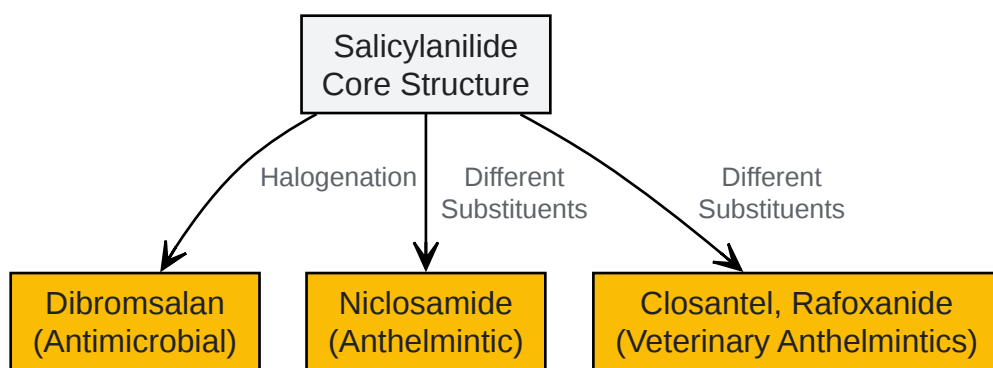 Salicylanilide
Core Structure
Halogenation
Different
Substituents
Different
Substituents
Dibromsalan
(Antimicrobial)
Niclosamide
(Anthelmintic)
Closantel, Rafoxanide
(Veterinary Anthelmintics)